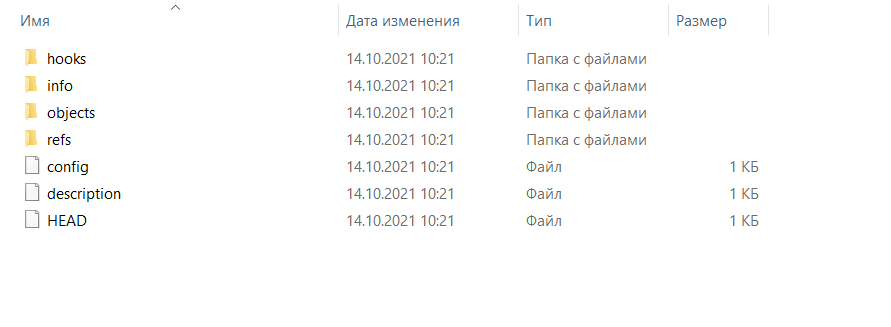 Имя Дата изменения Тип Размер
hooks 14.10.2021 10:21 Папка с файлами
info 14.10.2021 10:21 Папка с файлами
objects 14.10.2021 10:21 Папка с файлами
refs 14.10.2021 10:21 Папка с файлами
config 14.10.2021 10:21 Файл 1 КБ
description 14.10.2021 10:21 Файл 1 КБ
HEAD 14.10.2021 10:21 Файл 1 КБ